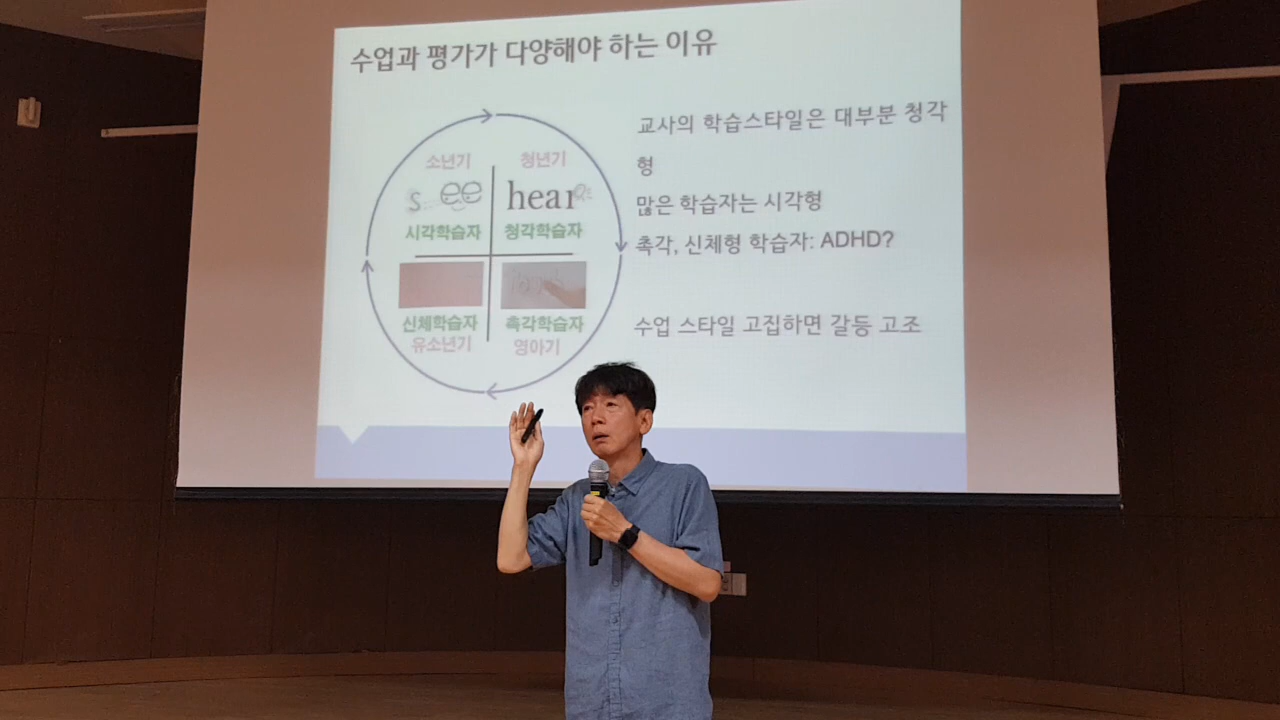 수업과 평가가 다양해야 하는 이유
소년기
청년기
see
hear
시각학습자
청각학습자
신체학습자
촉각학습자
유소년기
영아기
교사의 학습스타일은 대부분 청각
형
많은 학습자는 시각형
촉각, 신체형 학습자: ADHD?
수업 스타일 고집하면 갈등 고조